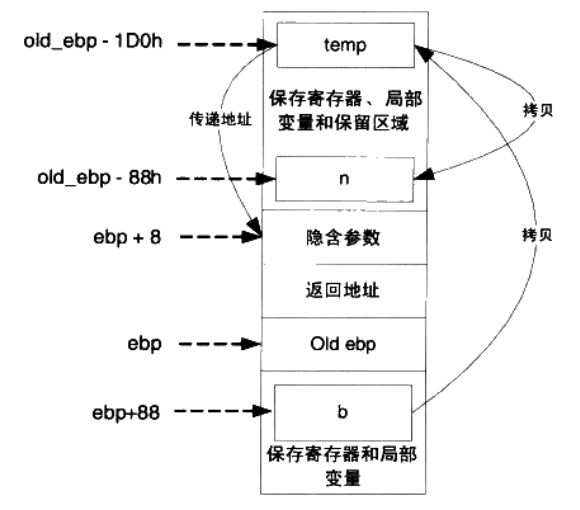 old_ebp - 1D0h
temp
保存寄存器、局部
变量和保留区域
传递地址
拷贝
old_ebp - 88h
n
ebp + 8
隐含参数
拷贝
返回地址
ebp
Old ebp
ebp+88
b
保存寄存器和局部
变量